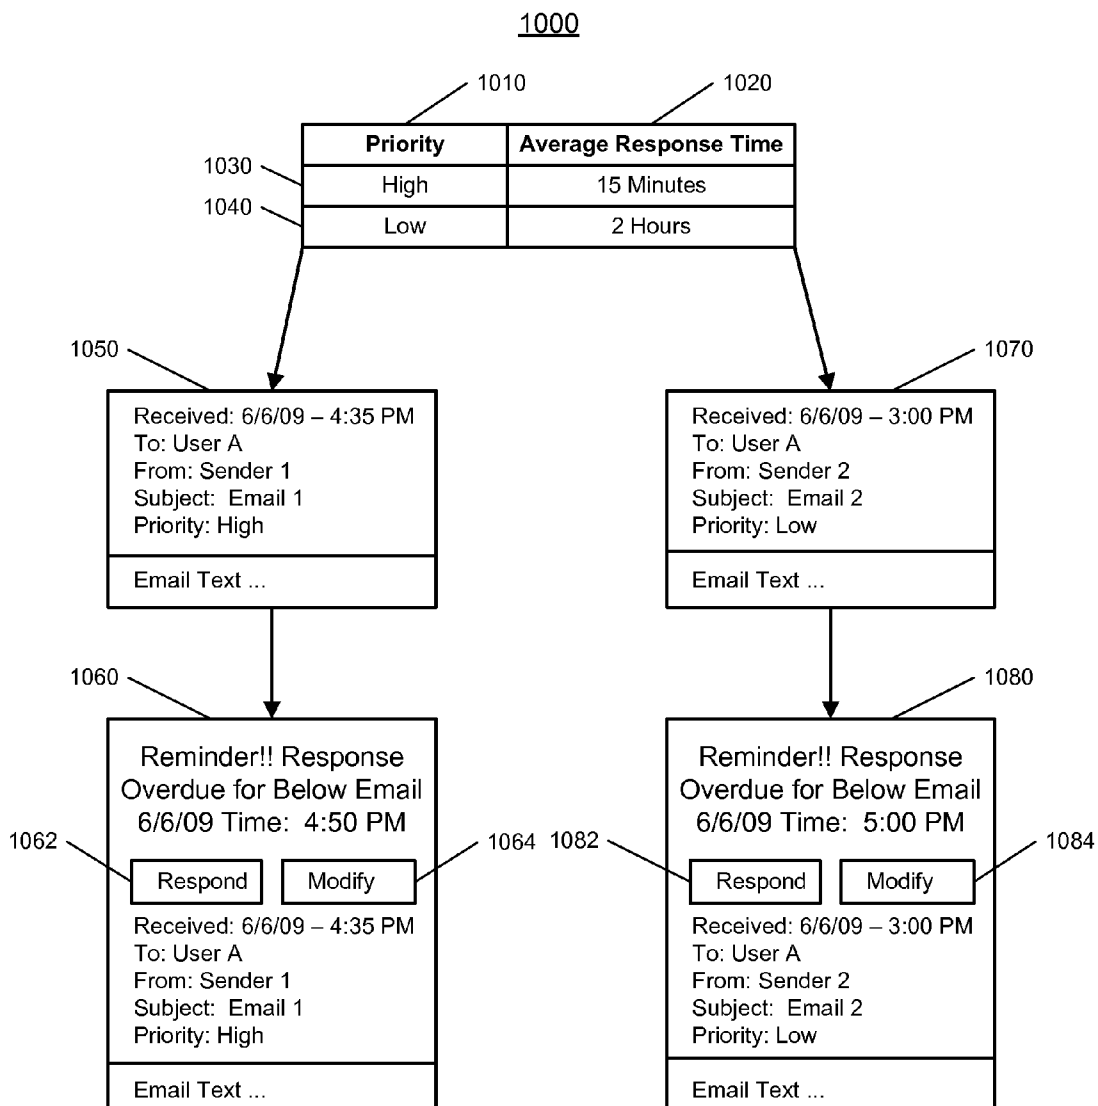 1000
1010
1020
Priority Average Response Time
1030
High 15 Minutes
1040
Low 2 Hours
1050
Received: 6/6/09 – 4:35 PM
To: User A
From: Sender 1
Subject: Email 1
Priority: High
Email Text ...
1070
Received: 6/6/09 – 3:00 PM
To: User A
From: Sender 2
Subject: Email 2
Priority: Low
Email Text ...
1060
Reminder!! Response
Overdue for Below Email
6/6/09 Time: 4:50 PM
1062
1064
Respond Modify
Received: 6/6/09 – 4:35 PM
To: User A
From: Sender 1
Subject: Email 1
Priority: High
Email Text ...
1080
Reminder!! Response
Overdue for Below Email
6/6/09 Time: 5:00 PM
1082
1084
Respond Modify
Received: 6/6/09 – 3:00 PM
To: User A
From: Sender 2
Subject: Email 2
Priority: Low
Email Text ...